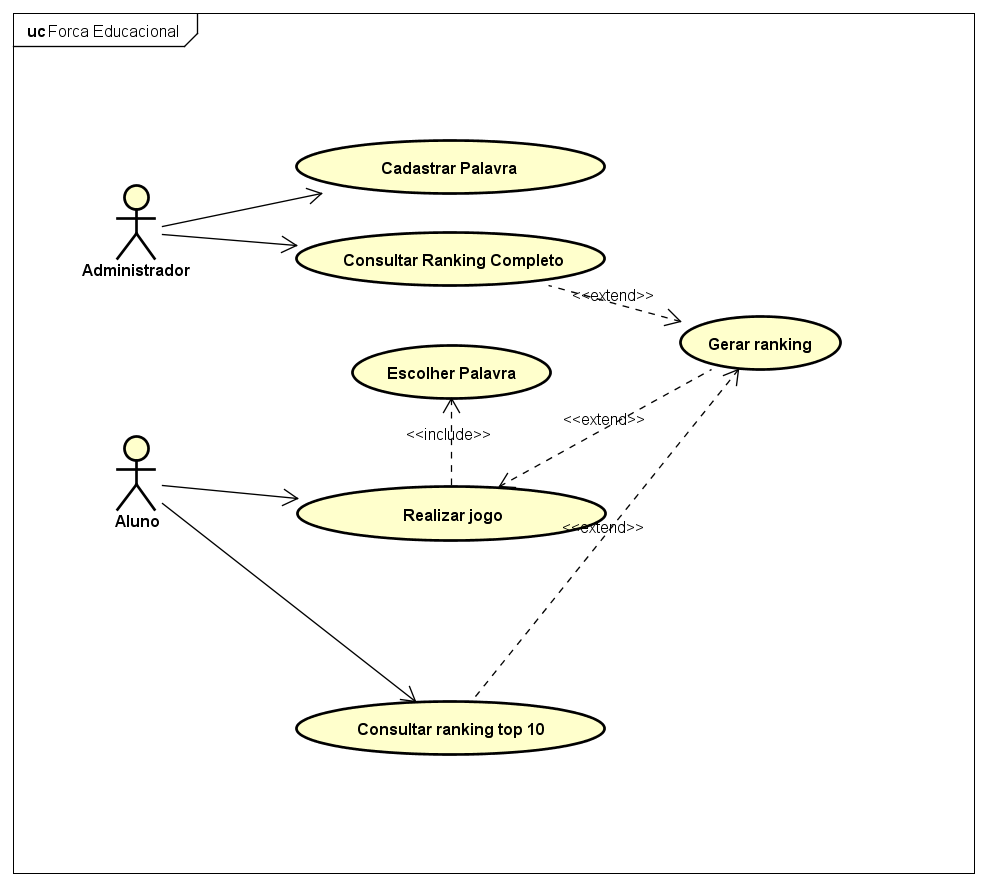 uc Forca Educacional
Cadastrar Palavra
Administrador
Consultar Ranking Completo
<<extend>>
Gerar ranking
Escolher Palavra
<<extend>>
<<include>>
Aluno
Realizar jogo
<<extend>>
Consultar ranking top 10